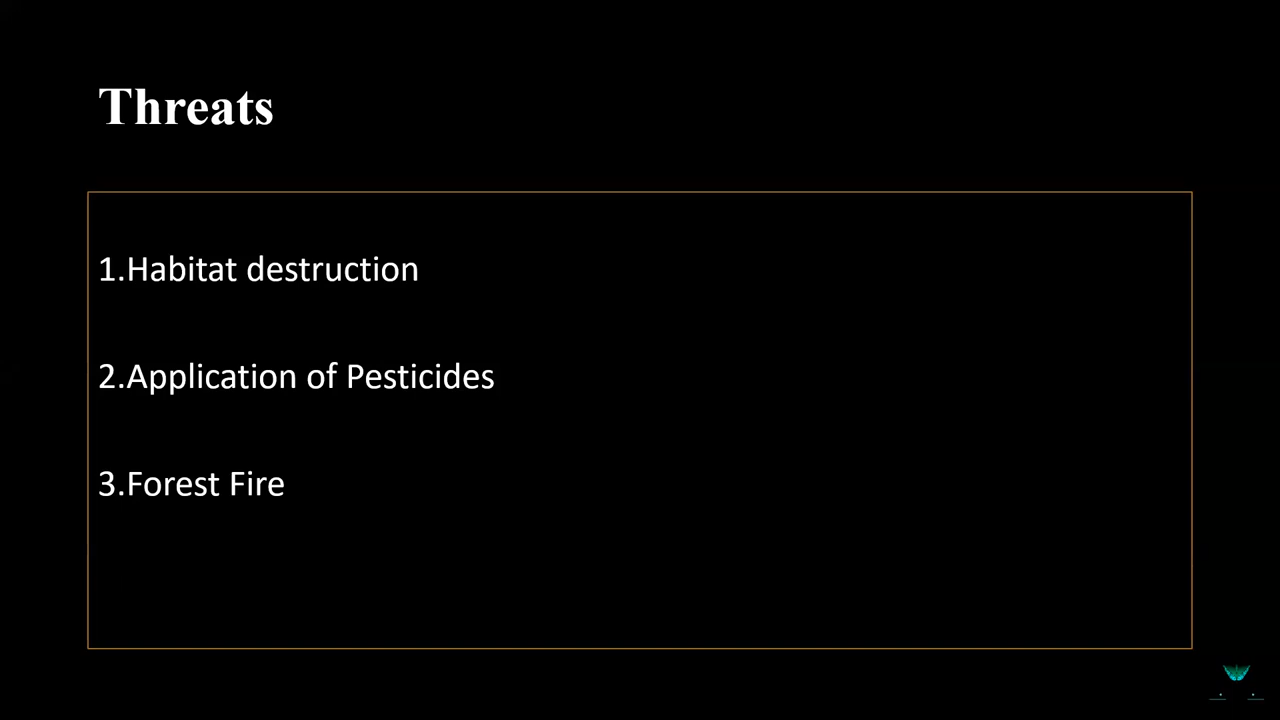 Threats
1.Habitat destruction
2.Application of Pesticides
3.Forest Fire